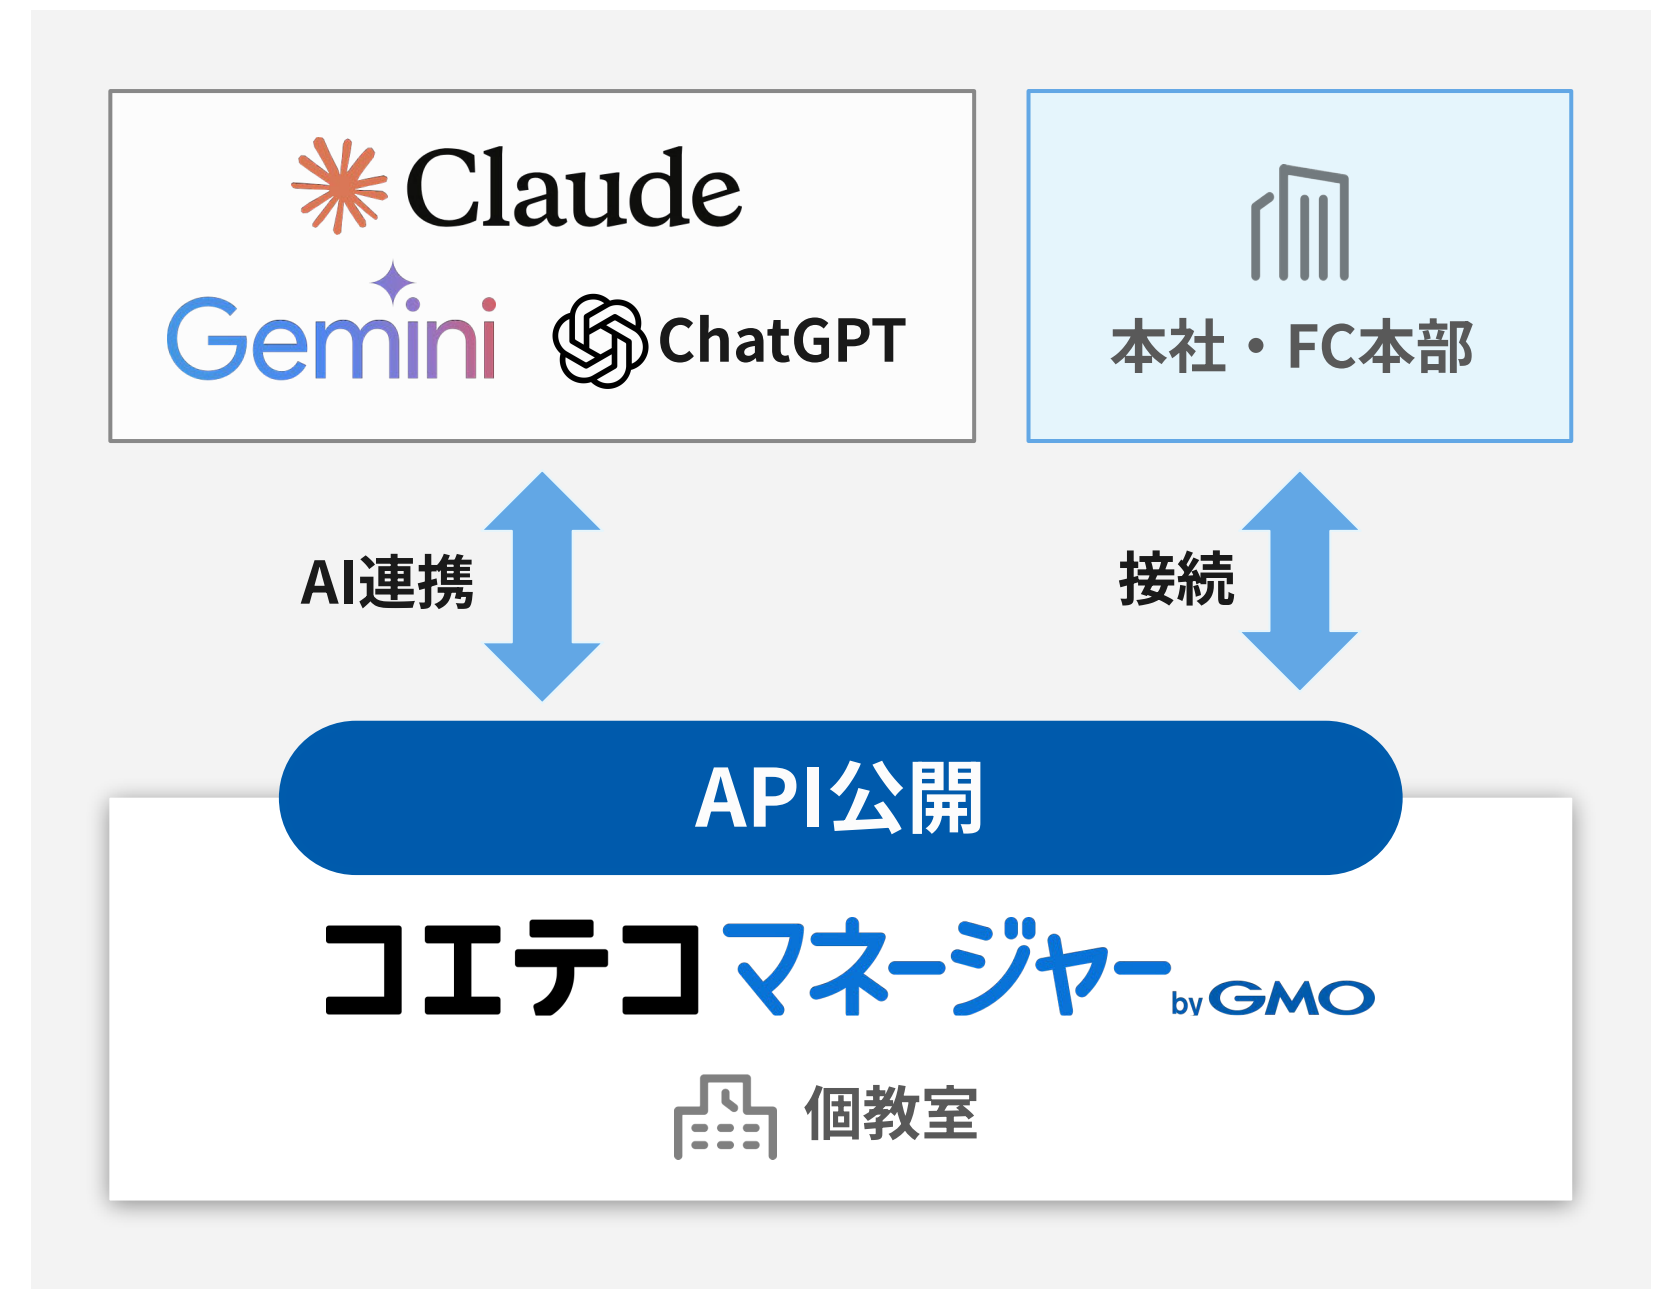 Claude
Gemini
ChatGPT
本社・FC本部
AI連携
接続
API公開
コエテコマネージャー by GMO
個教室